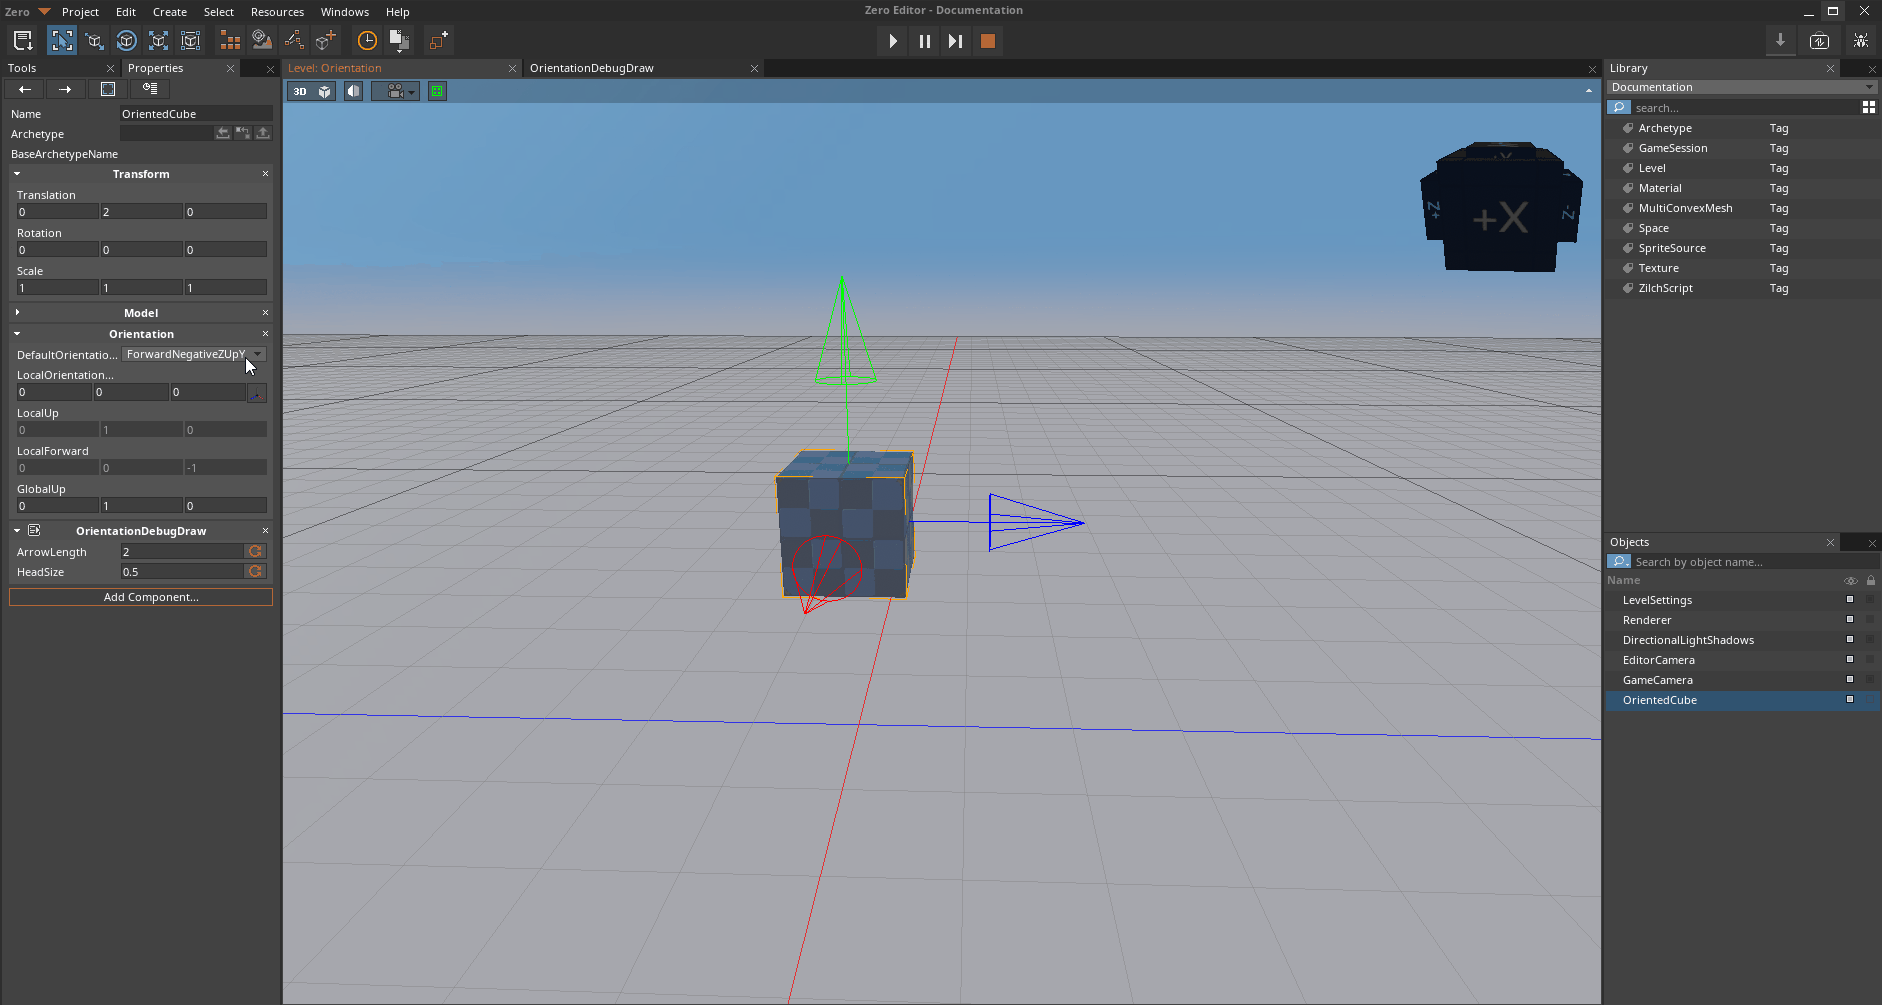 Zero Project Edit Create Select Resources Windows Help Zero Editor - Documentation
Tools Properties Level: Orientation OrientationDebugDraw Library
3D
Documentation
search...
Name OrientedCube
Archetype
BaseArchetypeName
Transform
Translation
0 2 0
Rotation
0 0 0
Scale
1 1 1
Model
Orientation
DefaultOrientatio... ForwardNegativeZUpY
LocalOrientation...
0 0 0
LocalUp
0 1 0
LocalForward
0 0 -1
GlobalUp
0 1 0
OrientationDebugDraw
ArrowLength 2
HeadSize 0.5
Add Component...
+X
Z+
Z-
Archetype Tag
GameSession Tag
Level Tag
Material Tag
MultiConvexMesh Tag
Space Tag
SpriteSource Tag
Texture Tag
ZilchScript Tag
Objects
Search by object name...
Name
LevelSettings
Renderer
DirectionalLightShadows
EditorCamera
GameCamera
OrientedCube